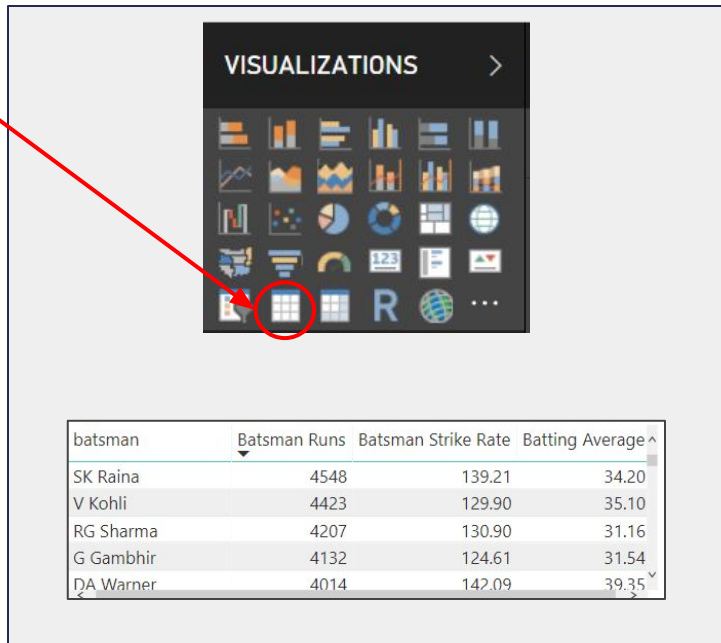 VISUALIZATIONS >
123
R
...
batsman Batsman Runs Batsman Strike Rate Batting Average
SK Raina 4548 139.21 34.20
V Kohli 4423 129.90 35.10
RG Sharma 4207 130.90 31.16
G Gambhir 4132 124.61 31.54
DA Warner 4014 142.09 39.35